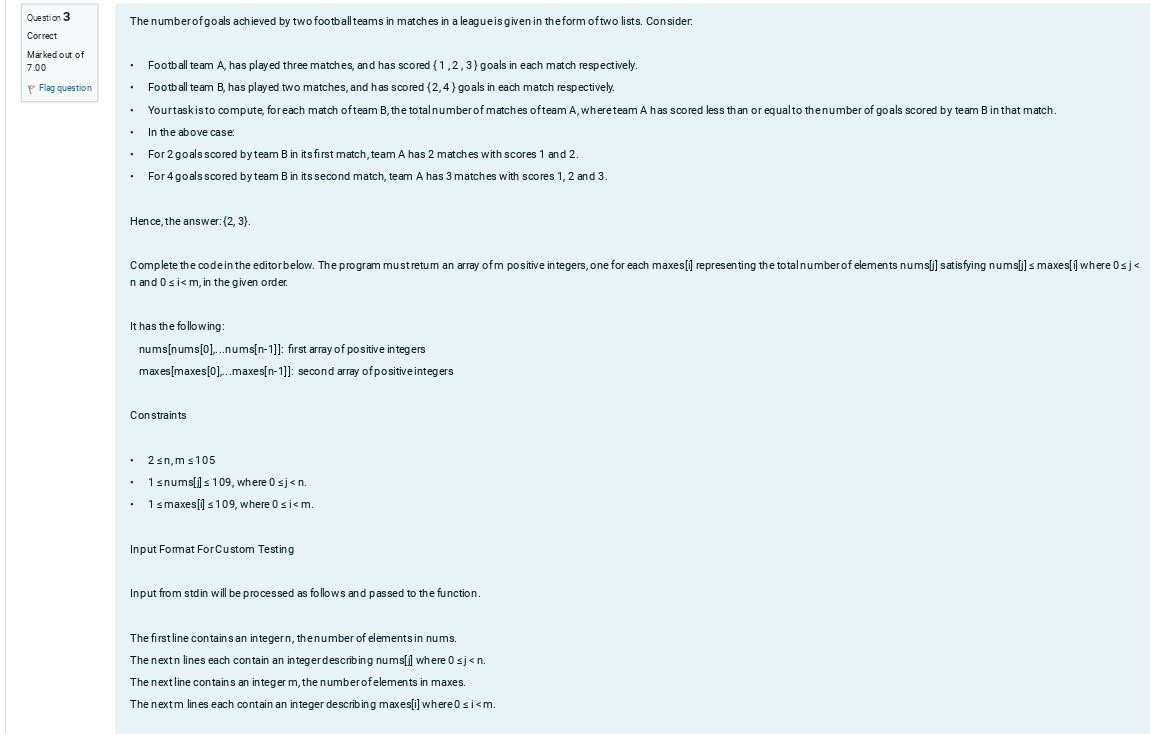 Question 3
Correct
Marked out of
7.00
Flag question
The number of goals achieved by two football teams in matches in a league is given in the form of two lists. Consider:
• Football team A, has played three matches, and has scored { 1 , 2 , 3 } goals in each match respectively.
• Football team B, has played two matches, and has scored { 2, 4 } goals in each match respectively.
• Your task is to compute, for each match of team B, the total number of matches of team A, where team A has scored less than or equal to the number of goals scored by team B in that match.
• In the above case:
• For 2 goals scored by team B in its first match, team A has 2 matches with scores 1 and 2.
• For 4 goals scored by team B in its second match, team A has 3 matches with scores 1, 2 and 3.
Hence, the answer: {2, 3}.
Complete the code in the editor below. The program must return an array of m positive integers, one for each maxes[i] representing the total number of elements nums[j] satisfying nums[j] ≤ maxes[i] where 0 ≤ j <
n and 0 ≤ i < m, in the given order.
It has the following:
nums[nums[0],...nums[n-1]]: first array of positive integers
maxes[maxes[0],...maxes[n-1]]: second array of positive integers
Constraints
• 2 ≤ n, m ≤ 105
• 1 ≤ nums[j] ≤ 109, where 0 ≤ j < n.
• 1 ≤ maxes[i] ≤ 109, where 0 ≤ i < m.
Input Format For Custom Testing
Input from stdin will be processed as follows and passed to the function.
The first line contains an integer n, the number of elements in nums.
The next n lines each contain an integer describing nums[j] where 0 ≤ j < n.
The next line contains an integer m, the number of elements in maxes.
The next m lines each contain an integer describing maxes[i] where 0 ≤ i < m.